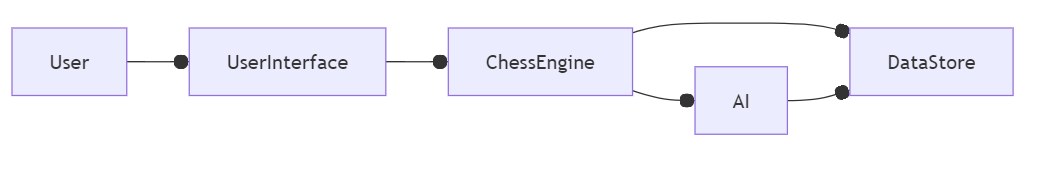 User
UserInterface
ChessEngine
AI
DataStore